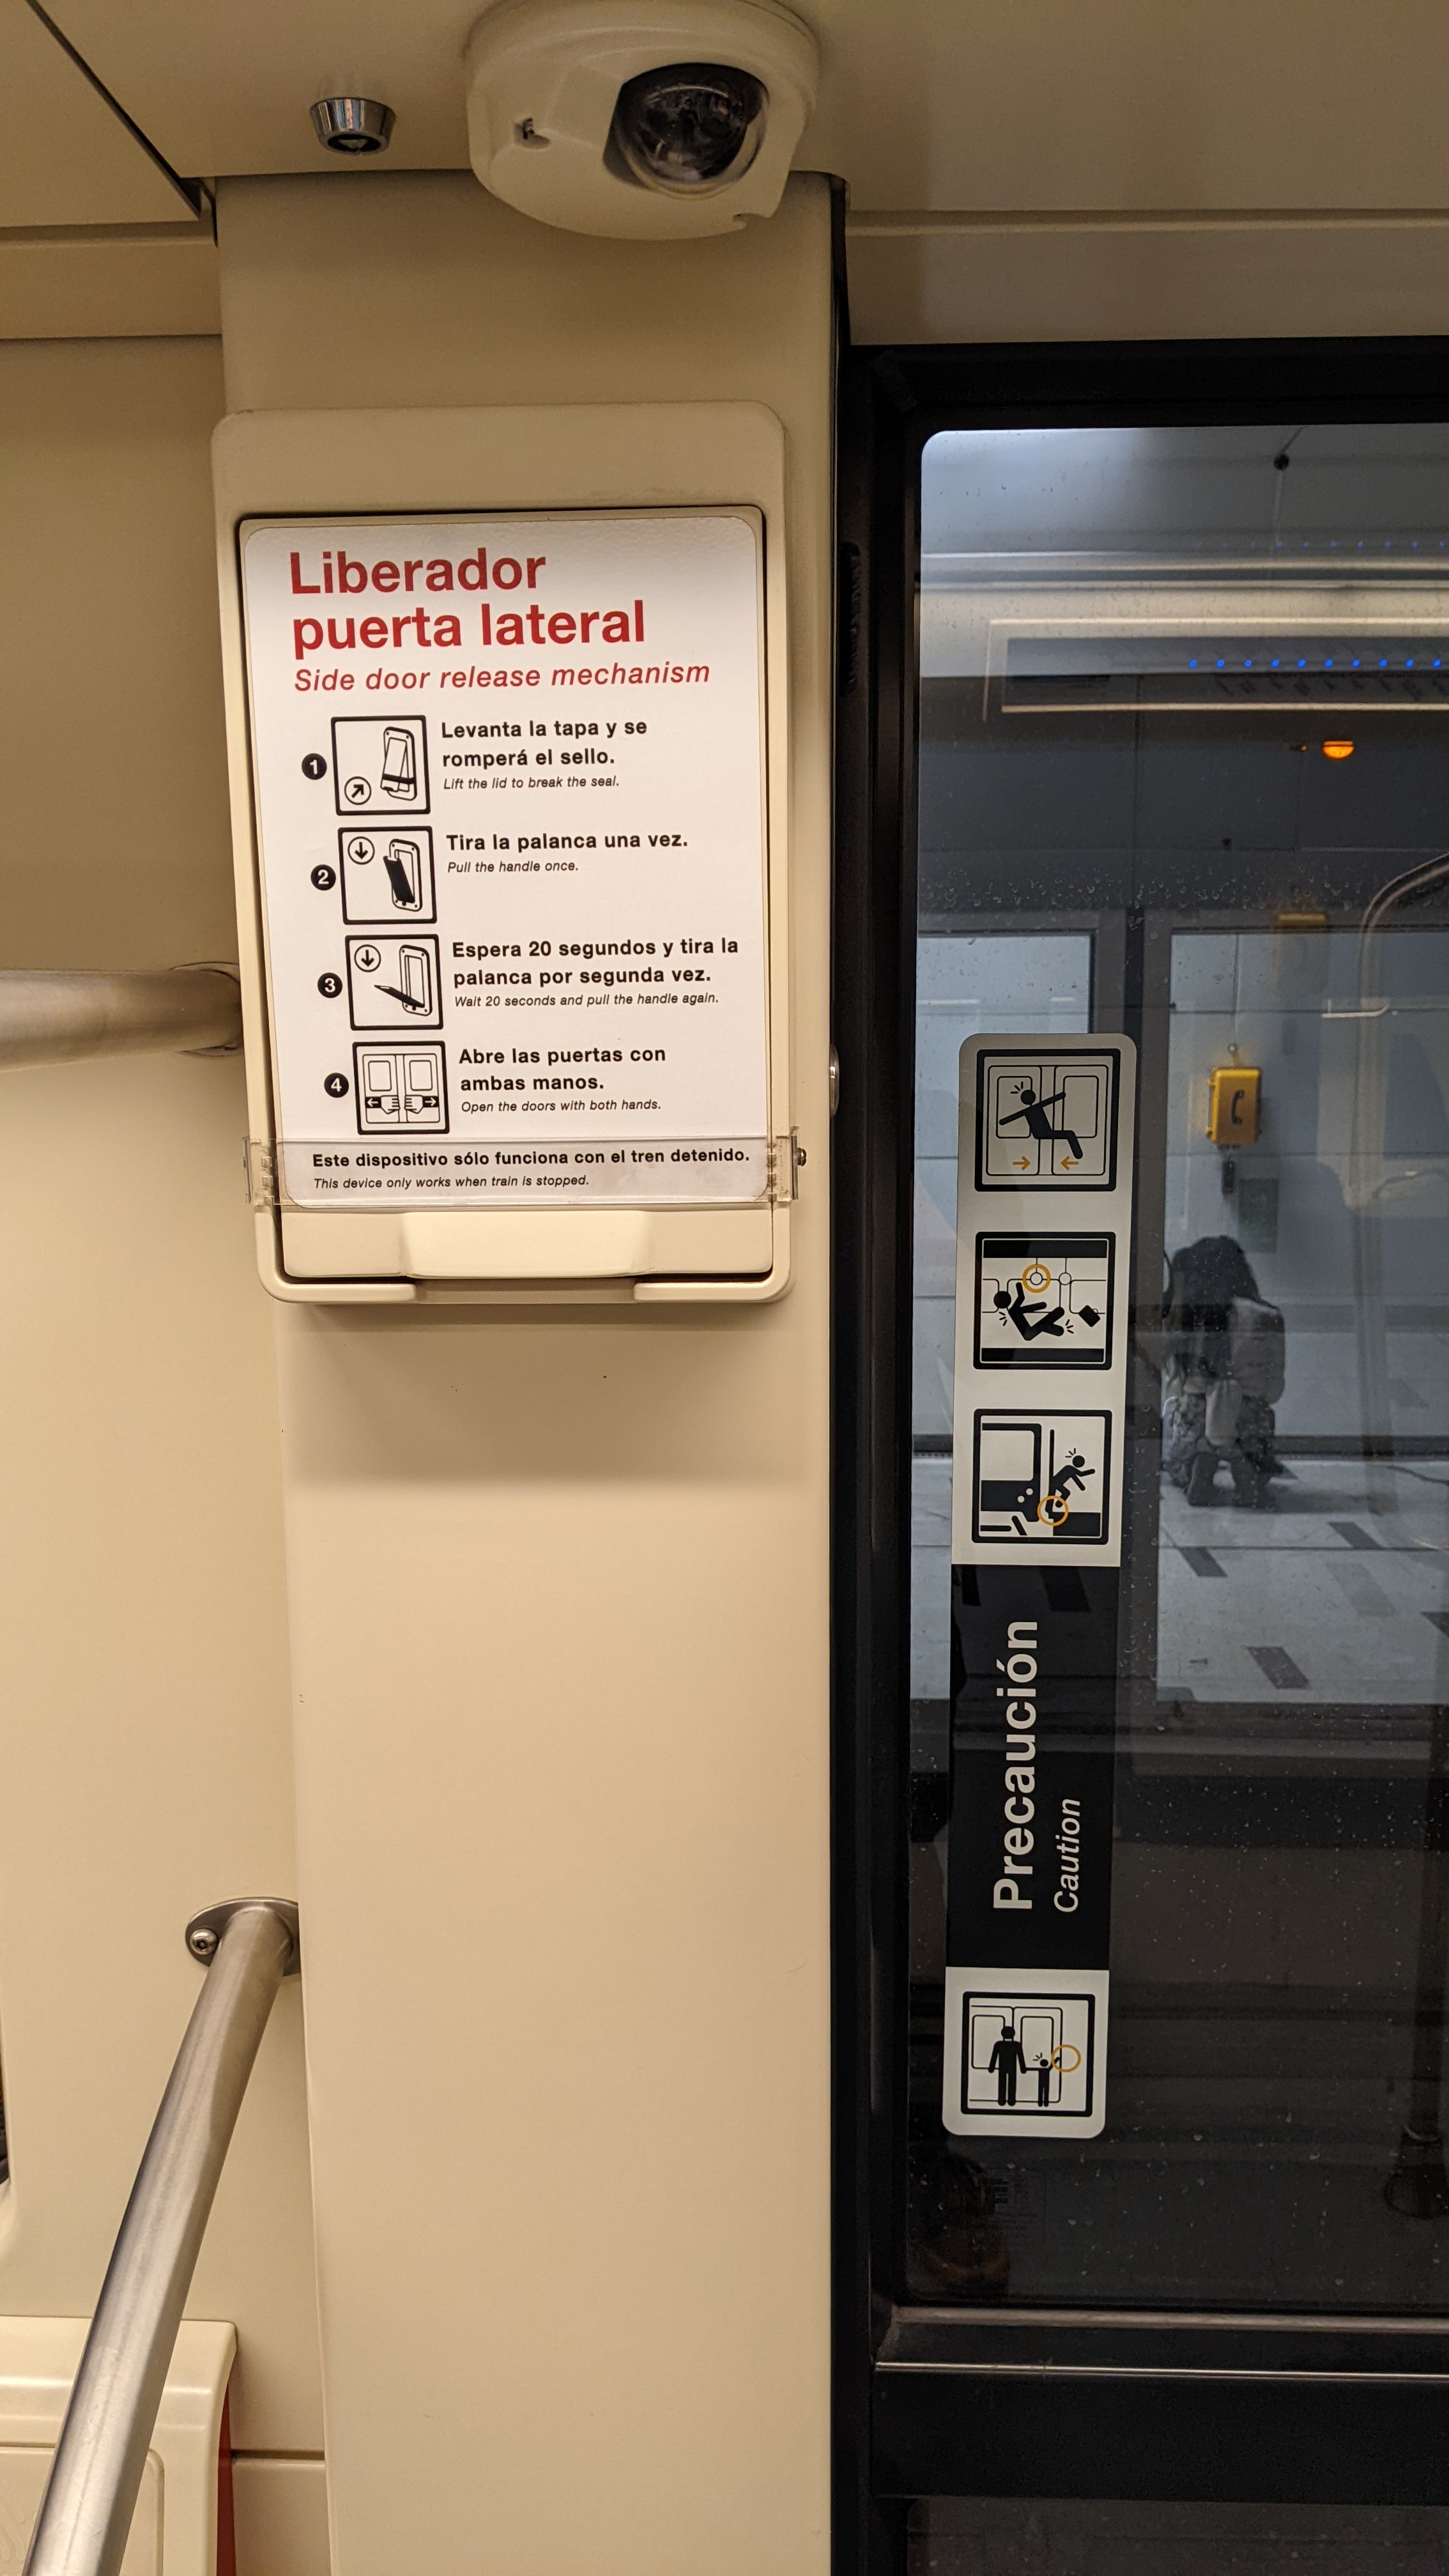 Liberador
puerta lateral
Side door release mechanism
1
Levanta la tapa y se
romperá el sello.
Lift the lid to break the seal.
2
Tira la palanca una vez.
Pull the handle once.
3
Espera 20 segundos y tira la
palanca por segunda vez.
Wait 20 seconds and pull the handle again.
4
Abre las puertas con
ambas manos.
Open the doors with both hands.
Este dispositivo sólo funciona con el tren detenido.
This device only works when train is stopped.
Precaución
Caution